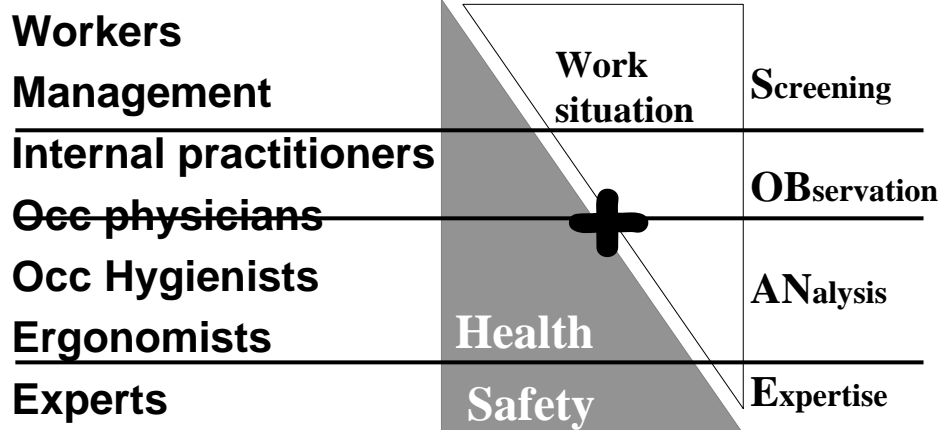 Workers
Management
Internal practitioners
Occ physicians
Occ Hygienists
Ergonomists
Experts
Work
situation
Health
Safety
Screening
OBservation
ANalysis
Expertise